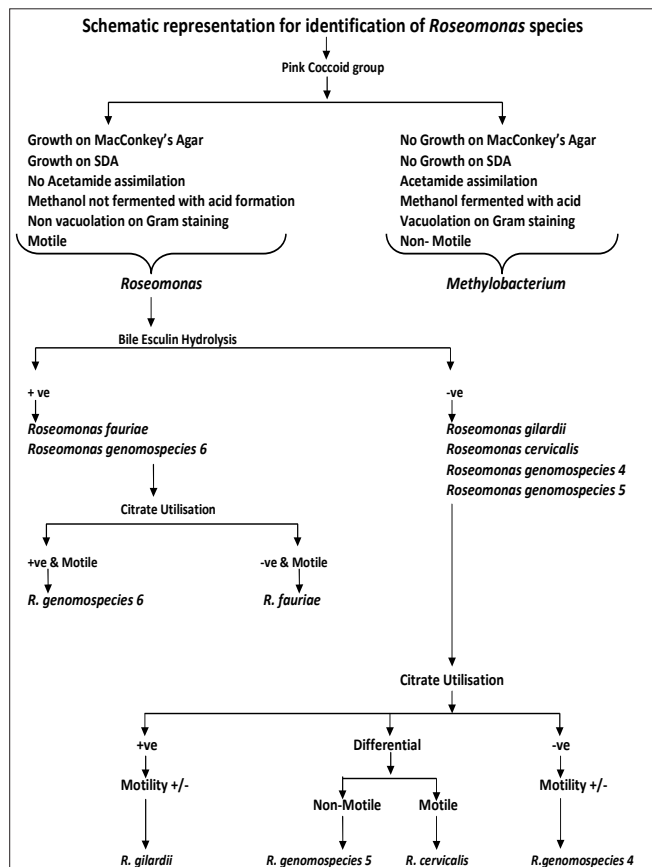 Schematic representation for identification of Roseomonas species
Pink Coccoid group
Growth on MacConkey's Agar
Growth on SDA
No Acetamide assimilation
Methanol not fermented with acid formation
Non vacuolation on Gram staining
Motile
Roseomonas
No Growth on MacConkey's Agar
No Growth on SDA
Acetamide assimilation
Methanol fermented with acid
Vacuolation on Gram staining
Non- Motile
Methylobacterium
Bile Esculin Hydrolysis
+ ve
Roseomonas fauriae
Roseomonas genomospecies 6
Citrate Utilisation
+ve & Motile
R. genomospecies 6
-ve & Motile
R. fauriae
-ve
Roseomonas gilardii
Roseomonas cervicalis
Roseomonas genomospecies 4
Roseomonas genomospecies 5
Citrate Utilisation
+ve
Motility +/-
R. gilardii
Differential
Non-Motile
R. genomospecies 5
Motile
R. cervicalis
-ve
Motility +/-
R.genomospecies 4